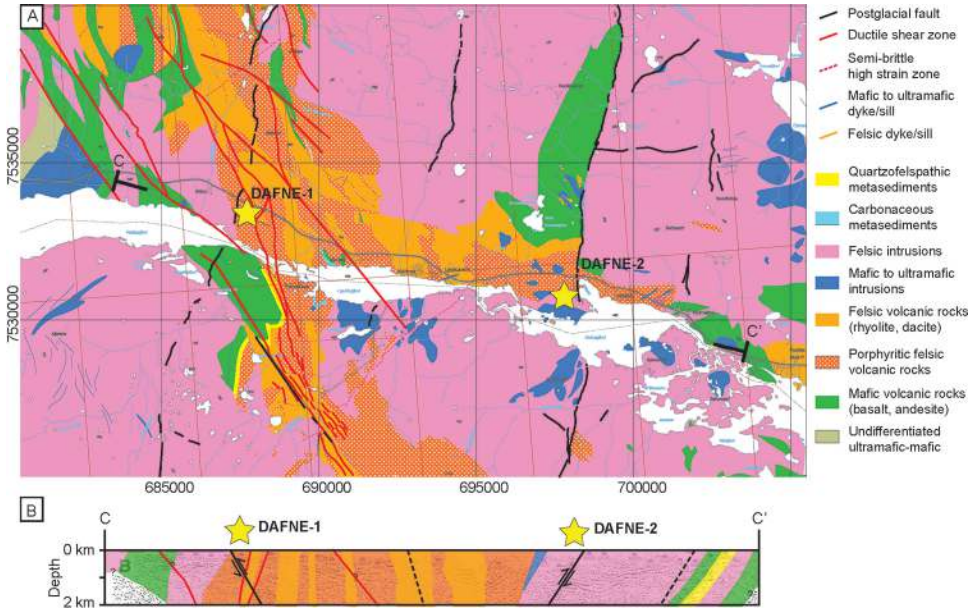 A
Postglacial fault
Ductile shear zone
Semi-brittle
high strain zone
Mafic to ultramafic
dyke/sill
Felsic dyke/sill
Quartzofelspathic
metasediments
Carbonaceous
metasediments
Felsic intrusions
Mafic to ultramafic
intrusions
Felsic volcanic rocks
(rhyolite, dacite)
Porphyritic felsic
volcanic rocks
Mafic volcanic rocks
(basalt, andesite)
Undifferentiated
ultramafic-mafic
7535000
7530000
C
DAFNE-1
DAFNE-2
C'
685000
690000
695000
700000
B
C
DAFNE-1
DAFNE-2
C'
0 km
Depth
2 km
B
?
?
?